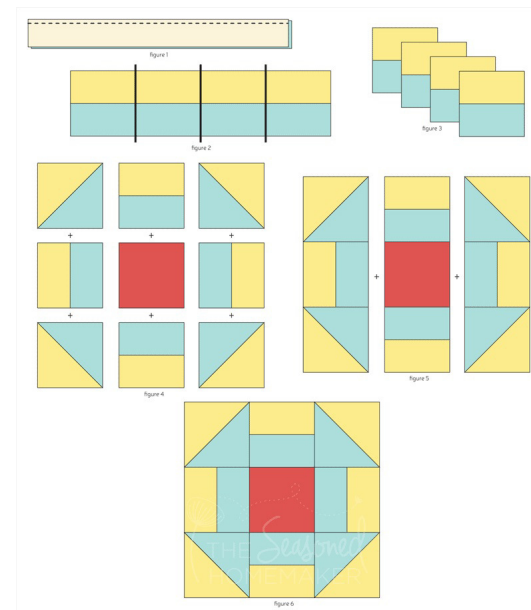 figure 1
figure 2
figure 3
+ + +
+ + +
figure 4
+ +
figure 5
THE Seasoned
HOMEMAKER
figure 6